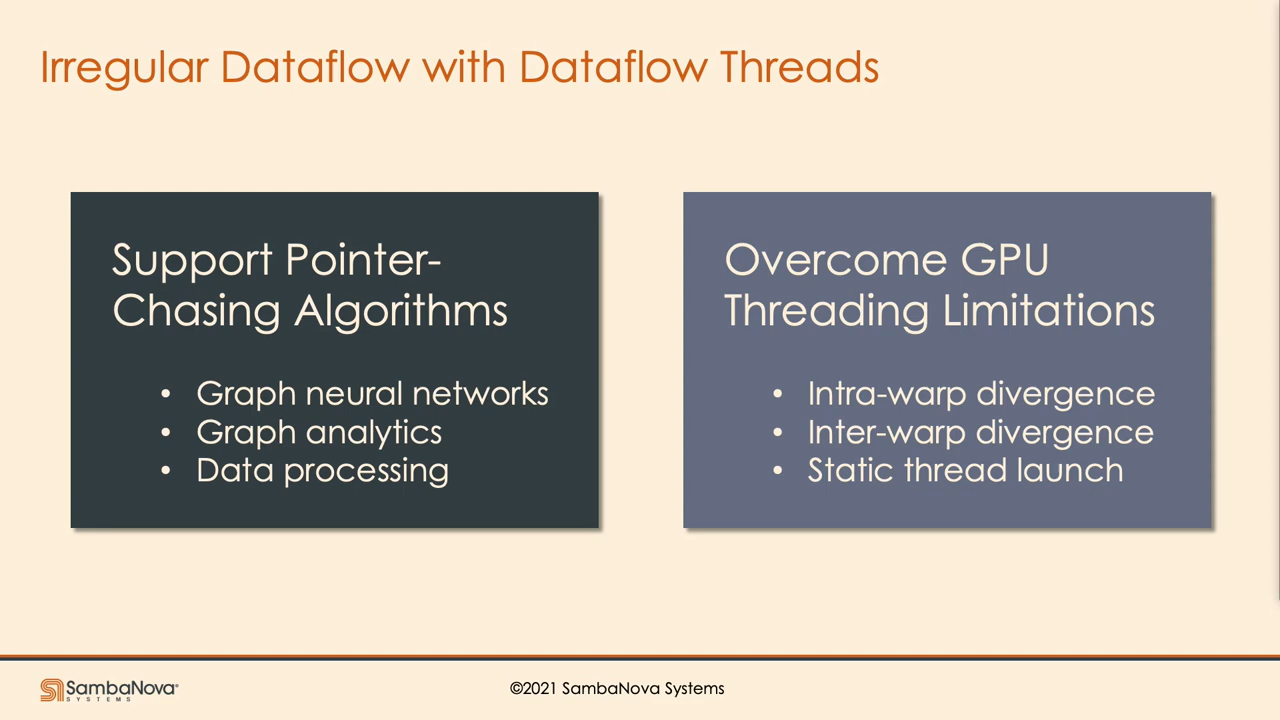 Irregular Dataflow with Dataflow Threads
Support Pointer-
Chasing Algorithms
• Graph neural networks
• Graph analytics
• Data processing
Overcome GPU
Threading Limitations
• Intra-warp divergence
• Inter-warp divergence
• Static thread launch
SambaNova
SYSTEMS
©2021 SambaNova Systems